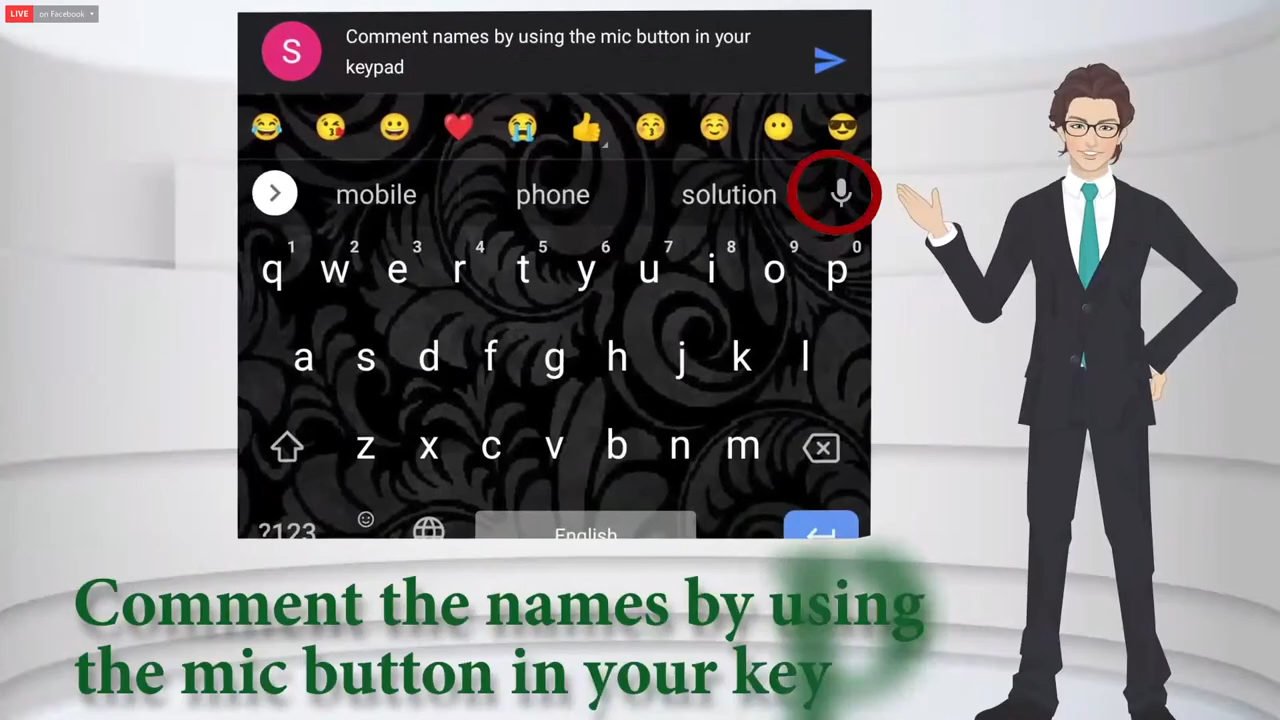 LIVE on Facebook
S
Comment names by using the mic button in your
keypad
mobile phone solution
1 2 3 4 5 6 7 8 9 0
q w e r t y u i o p
a s d f g h j k l
z x c v b n m
?123 English
Comment the names by using
the mic button in your key